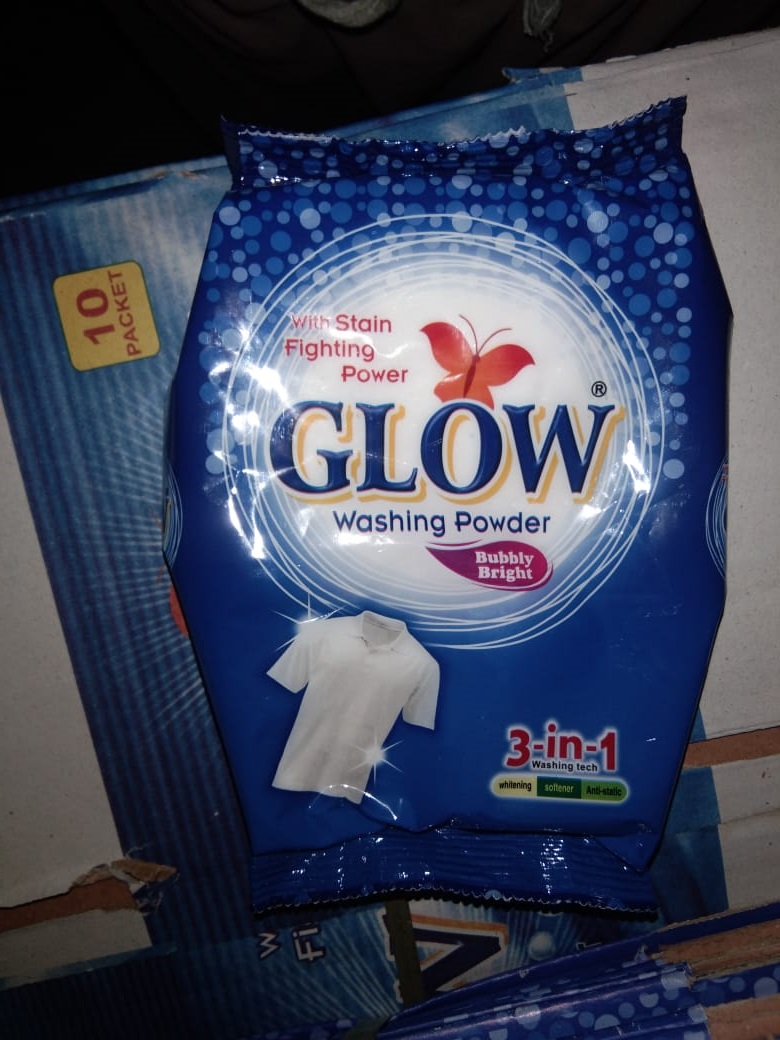 10
PACKET
With Stain
Fighting
Power
GLOW®
Washing Powder
Bubbly
Bright
3-in-1
Washing tech
whitening softener Anti-static
W
Fi